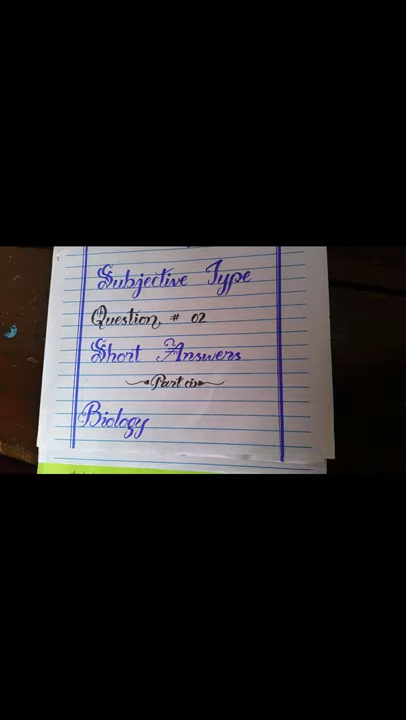 Subjective Type
Question # 02
Short Answers
Part (i)
Biology